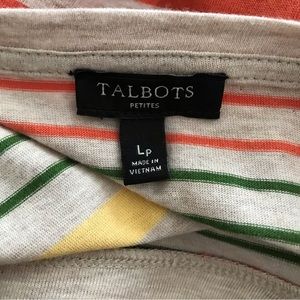 TALBOTS
PETITES
Lp
MADE IN
VIETNAM